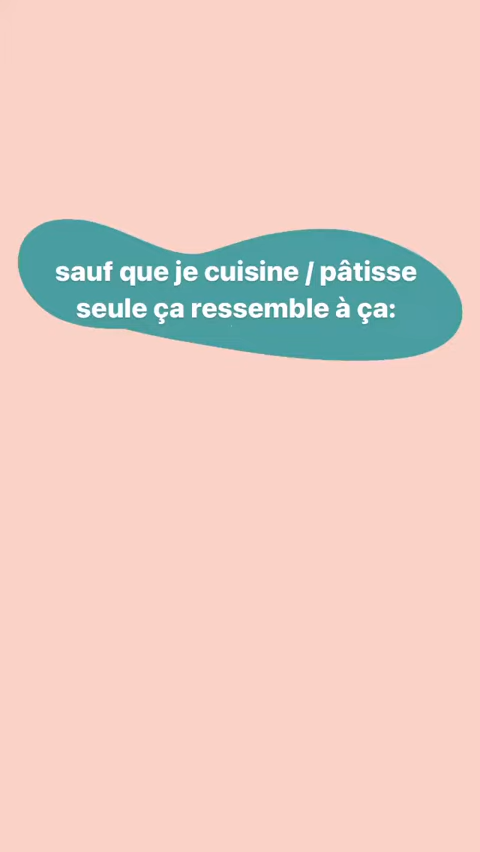 sauf que je cuisine / pâtisse
seule ça ressemble à ça: